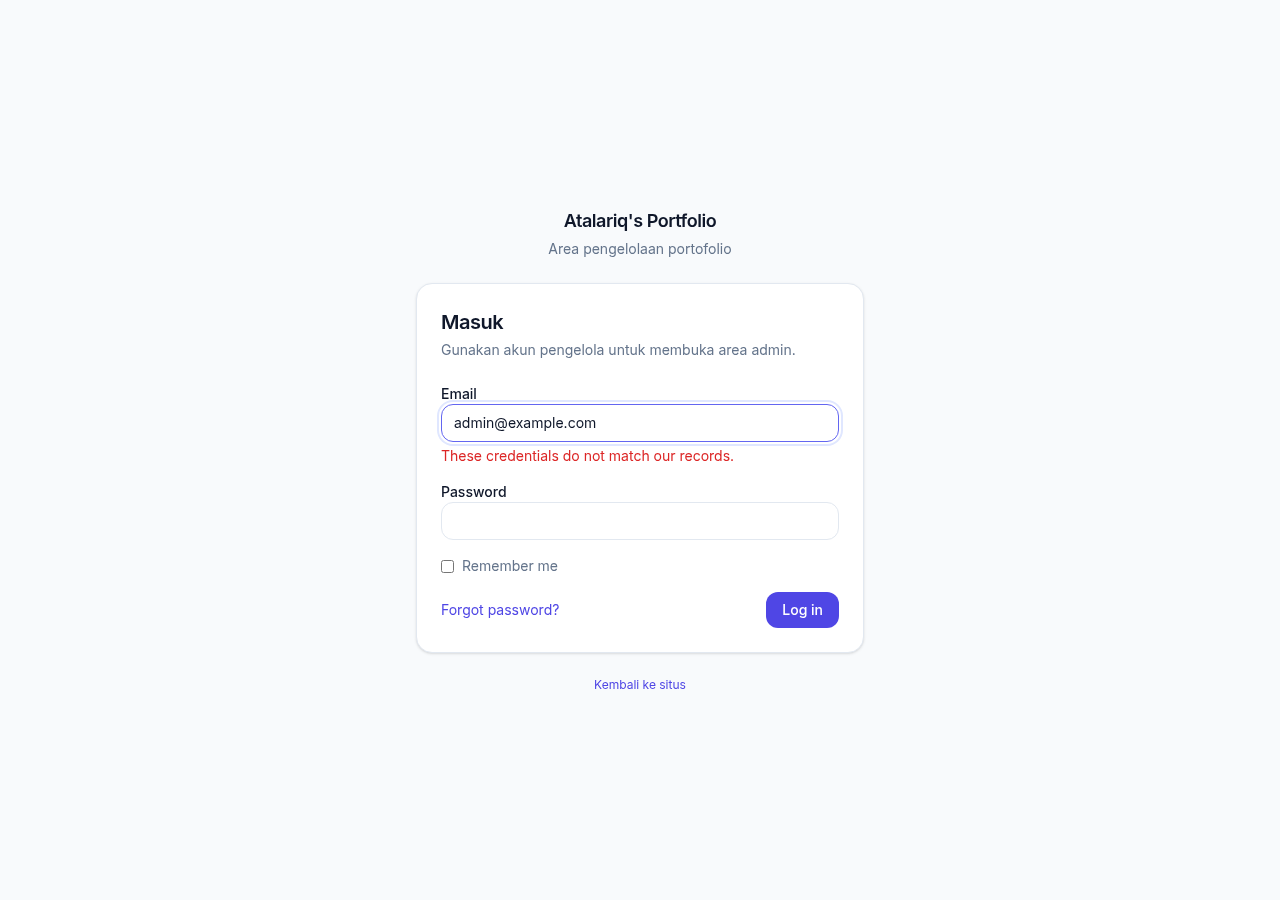 Atalariq's Portfolio
Area pengelolaan portofolio
Masuk
Gunakan akun pengelola untuk membuka area admin.
Email
admin@example.com
These credentials do not match our records.
Password
Remember me
Forgot password?
Log in
Kembali ke situs